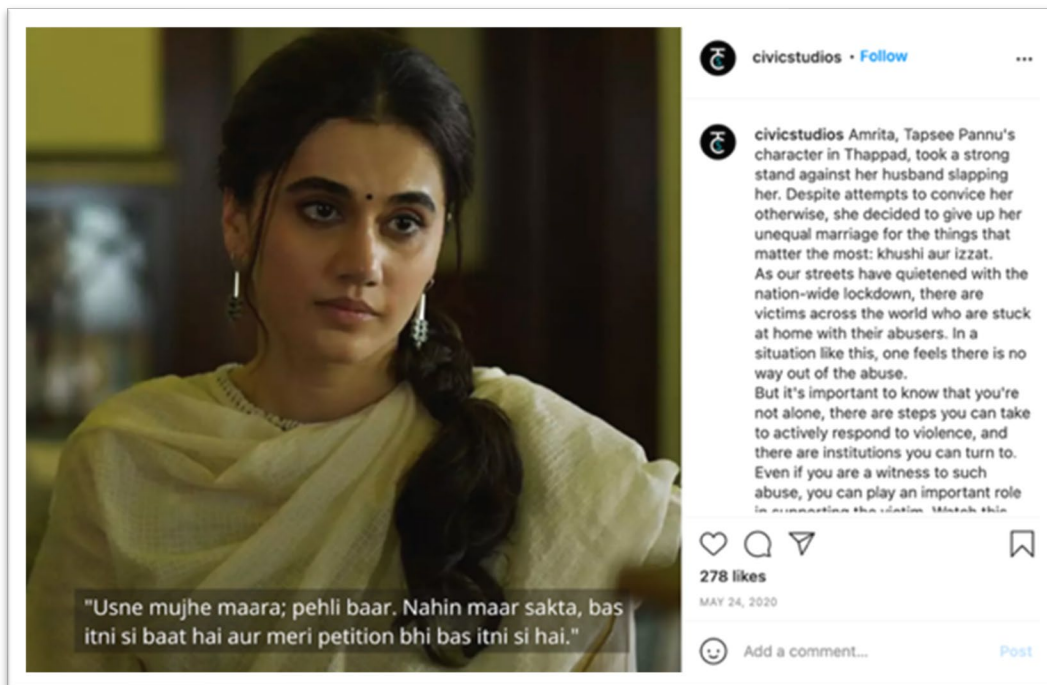 civicstudios • Follow
civicstudios Amrita, Tapsee Pannu's
character in Thappad, took a strong
stand against her husband slapping
her. Despite attempts to convice her
otherwise, she decided to give up her
unequal marriage for the things that
matter the most: khushi aur izzat.
As our streets have quietened with the
nation-wide lockdown, there are
victims across the world who are stuck
at home with their abusers. In a
situation like this, one feels there is no
way out of the abuse.
But it's important to know that you're
not alone, there are steps you can take
to actively respond to violence, and
there are institutions you can turn to.
Even if you are a witness to such
abuse, you can play an important role
in supporting the victim. Watch this
278 likes
MAY 24, 2020
Add a comment...
Post
"Usne mujhe maara; pehli baar. Nahin maar sakta, bas
itni si baat hai aur meri petition bhi bas itni si hai."